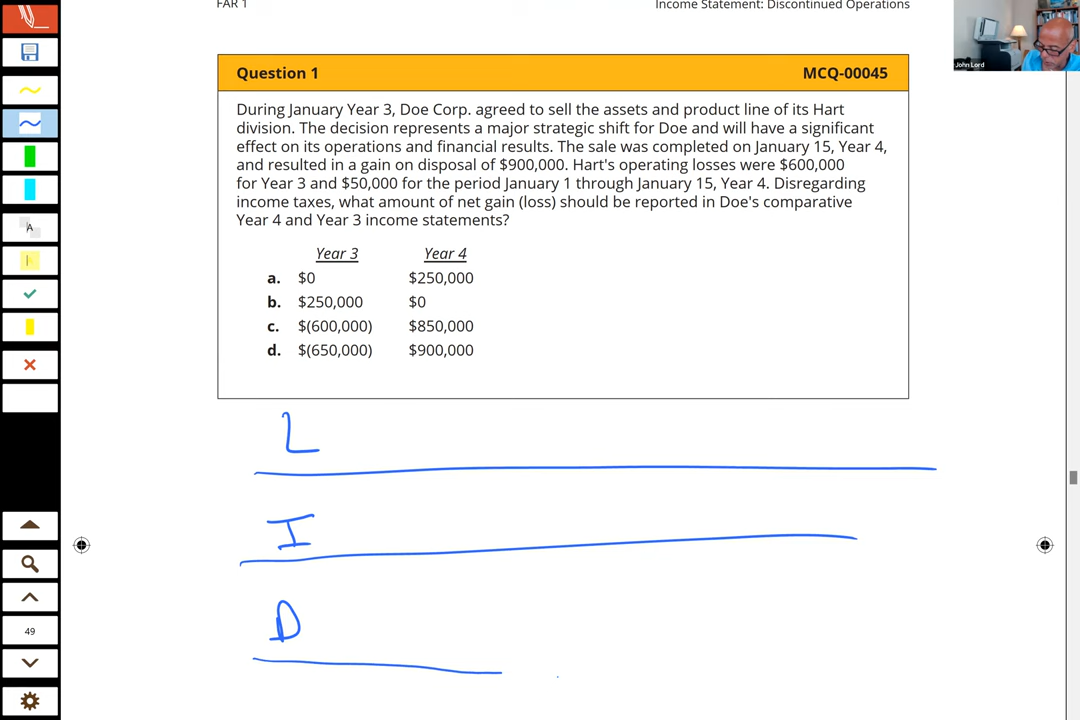 FAR 1
Income Statement: Discontinued Operations
John Lord
Question 1
MCQ-00045
During January Year 3, Doe Corp. agreed to sell the assets and product line of its Hart
division. The decision represents a major strategic shift for Doe and will have a significant
effect on its operations and financial results. The sale was completed on January 15, Year 4,
and resulted in a gain on disposal of $900,000. Hart's operating losses were $600,000
for Year 3 and $50,000 for the period January 1 through January 15, Year 4. Disregarding
income taxes, what amount of net gain (loss) should be reported in Doe's comparative
Year 4 and Year 3 income statements?
Year 3 Year 4
a. $0 $250,000
b. $250,000 $0
c. $(600,000) $850,000
d. $(650,000) $900,000
L
I
D
A
49